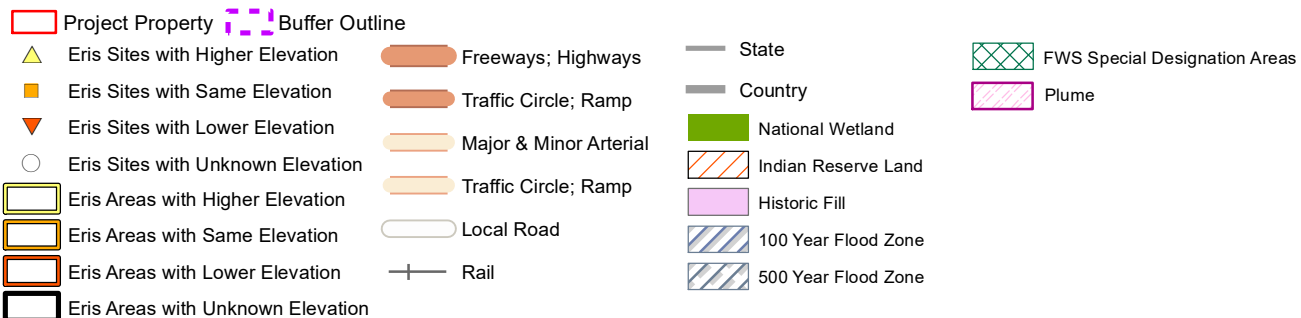 Project Property
Buffer Outline
Eris Sites with Higher Elevation
Eris Sites with Same Elevation
Eris Sites with Lower Elevation
Eris Sites with Unknown Elevation
Eris Areas with Higher Elevation
Eris Areas with Same Elevation
Eris Areas with Lower Elevation
Eris Areas with Unknown Elevation
Freeways; Highways
Traffic Circle; Ramp
Major & Minor Arterial
Traffic Circle; Ramp
Local Road
Rail
State
Country
National Wetland
Indian Reserve Land
Historic Fill
100 Year Flood Zone
500 Year Flood Zone
FWS Special Designation Areas
Plume